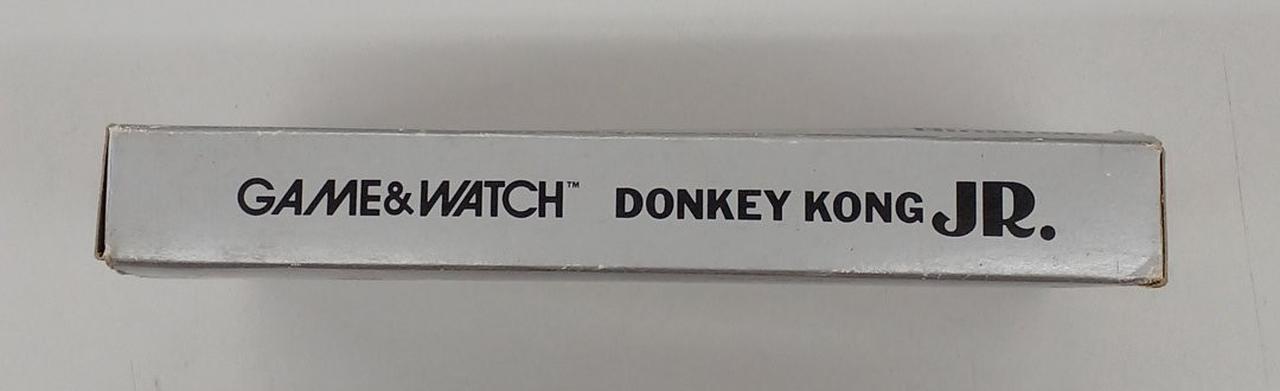 GAME&WATCH™ DONKEY KONG JR.